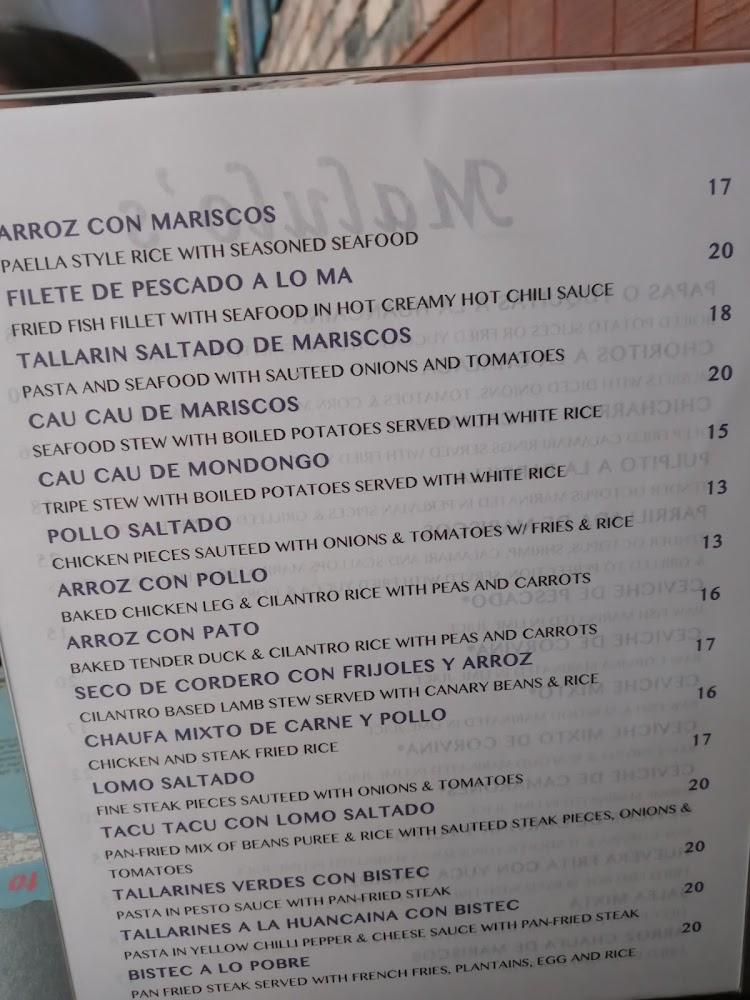 ARROZ CON MARISCOS 17
PAELLA STYLE RICE WITH SEASONED SEAFOOD
FILETE DE PESCADO A LO MA 20
FRIED FISH FILLET WITH SEAFOOD IN HOT CREAMY HOT CHILI SAUCE
TALLARIN SALTADO DE MARISCOS 18
PASTA AND SEAFOOD WITH SAUTEED ONIONS AND TOMATOES
CAU CAU DE MARISCOS 20
SEAFOOD STEW WITH BOILED POTATOES SERVED WITH WHITE RICE
CAU CAU DE MONDONGO 15
TRIPE STEW WITH BOILED POTATOES SERVED WITH WHITE RICE
POLLO SALTADO 13
CHICKEN PIECES SAUTEED WITH ONIONS & TOMATOES W/ FRIES & RICE
ARROZ CON POLLO 13
BAKED CHICKEN LEG & CILANTRO RICE WITH PEAS AND CARROTS
ARROZ CON PATO 16
BAKED TENDER DUCK & CILANTRO RICE WITH PEAS AND CARROTS
SECO DE CORDERO CON FRIJOLES Y ARROZ 17
CILANTRO BASED LAMB STEW SERVED WITH CANARY BEANS & RICE
CHAUFA MIXTO DE CARNE Y POLLO 16
CHICKEN AND STEAK FRIED RICE
LOMO SALTADO 17
FINE STEAK PIECES SAUTEED WITH ONIONS & TOMATOES
TACU TACU CON LOMO SALTADO 20
PAN-FRIED MIX OF BEANS PUREE & RICE WITH SAUTEED STEAK PIECES, ONIONS &
TOMATOES
TALLARINES VERDES CON BISTEC 20
PASTA IN PESTO SAUCE WITH PAN-FRIED STEAK
TALLARINES A LA HUANCAINA CON BISTEC 20
PASTA IN YELLOW CHILLI PEPPER & CHEESE SAUCE WITH PAN-FRIED STEAK
BISTEC A LO POBRE 20
PAN FRIED STEAK SERVED WITH FRENCH FRIES, PLANTAINS, EGG AND RICE